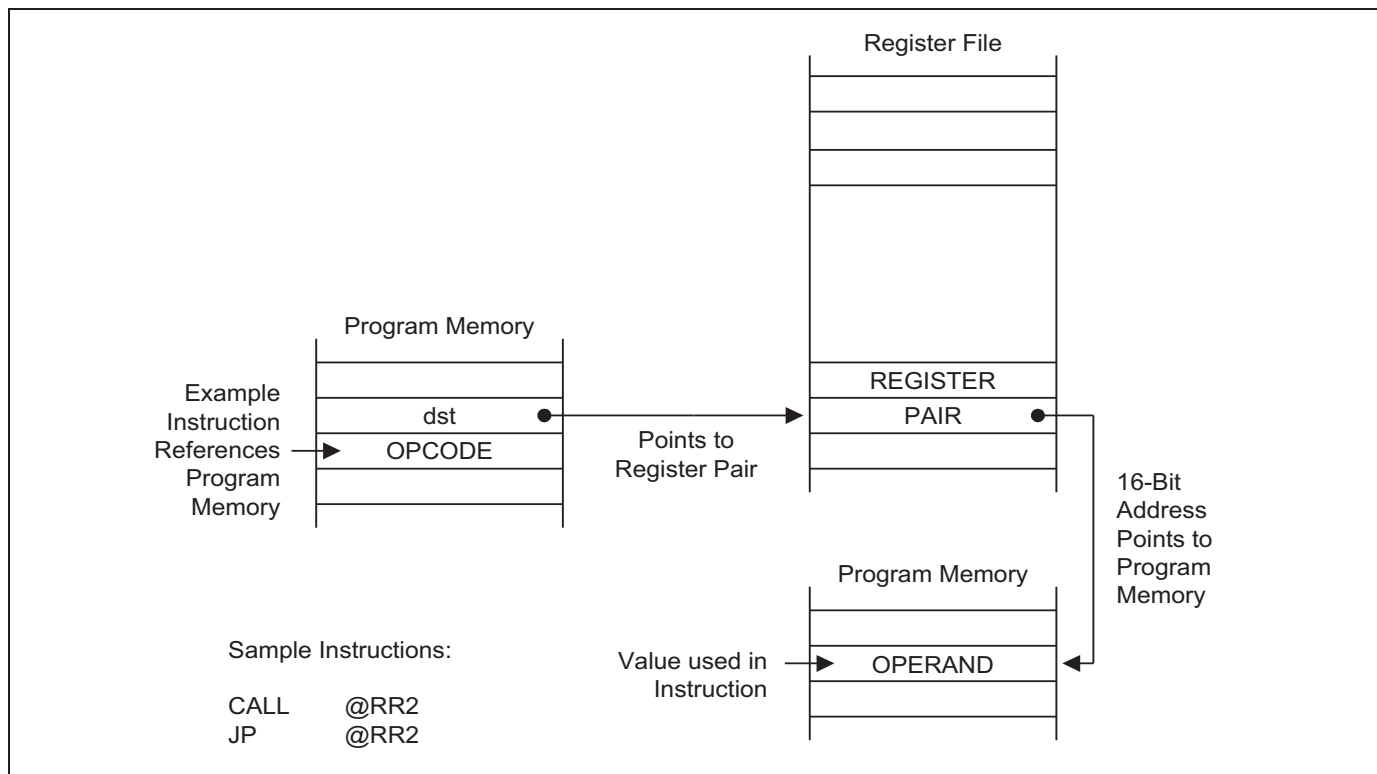 Register File
Program Memory
REGISTER
Example
Instruction
References
Program
Memory
dst
OPCODE
Points to
Register Pair
PAIR
16-Bit
Address
Points to
Program
Memory
Program Memory
Sample Instructions:
CALL @RR2
JP @RR2
Value used in
Instruction
OPERAND